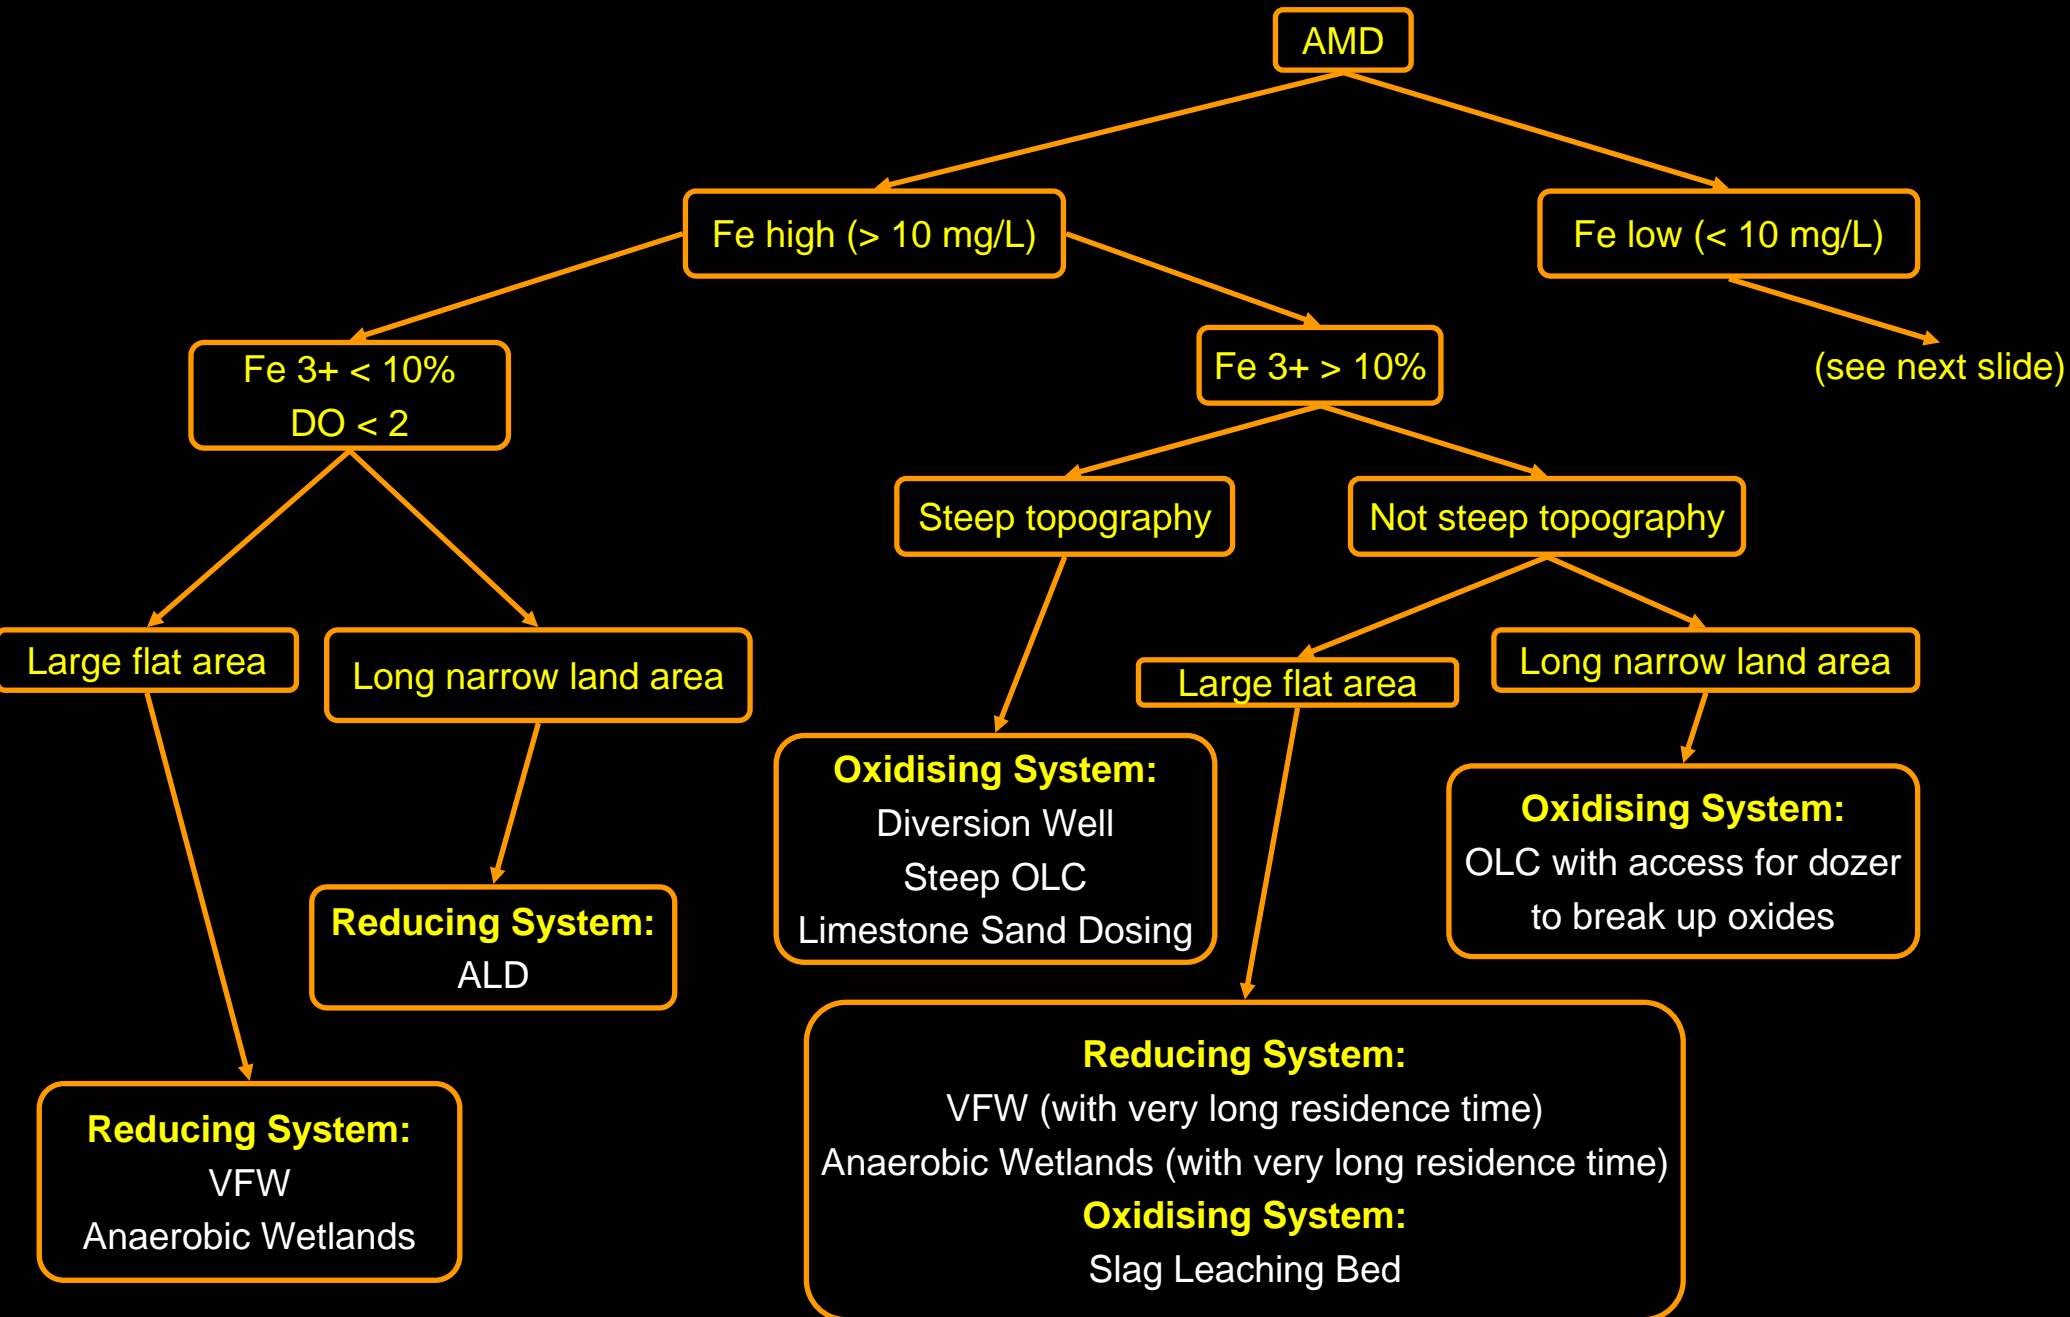 AMD
Fe high (> 10 mg/L)
Fe low (< 10 mg/L)
Fe 3+ < 10%
DO < 2
Fe 3+ > 10%
(see next slide)
Steep topography
Not steep topography
Large flat area
Long narrow land area
Large flat area
Long narrow land area
Oxidising System:
Diversion Well
Steep OLC
Limestone Sand Dosing
Oxidising System:
OLC with access for dozer
to break up oxides
Reducing System:
ALD
Reducing System:
VFW
Anaerobic Wetlands
Reducing System:
VFW (with very long residence time)
Anaerobic Wetlands (with very long residence time)
Oxidising System:
Slag Leaching Bed